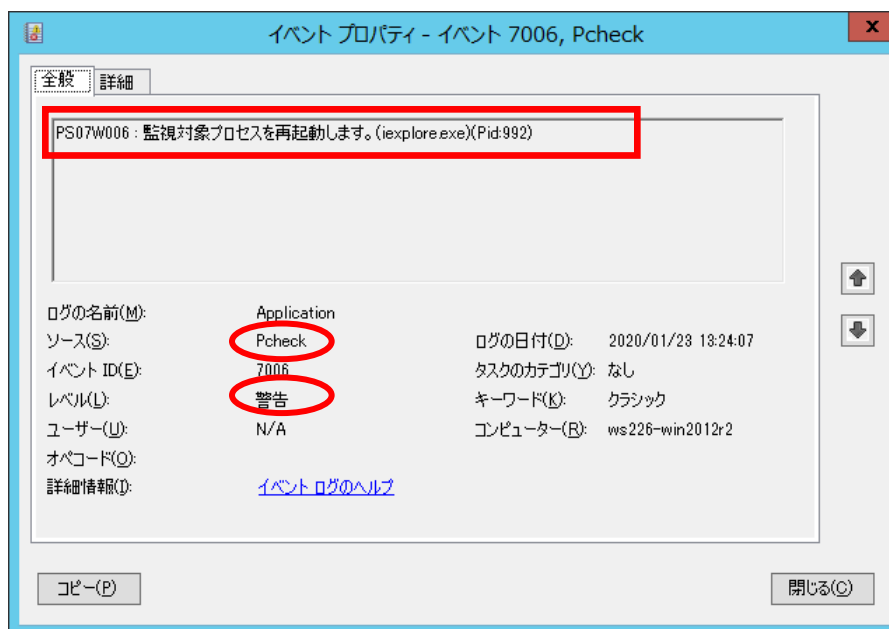 イベント プロパティ - イベント 7006, Pcheck
x
全般 詳細
PS07W006 : 監視対象プロセスを再起動します。(iexplore.exe)(Pid:992)
ログの名前(M): Application
ソース(S): Pcheck ログの日付(D): 2020/01/23 13:24:07
イベント ID(E): 7006 タスクのカテゴリ(Y): なし
レベル(L): 警告 キーワード(K): クラシック
ユーザー(U): N/A コンピューター(R): ws226-win2012r2
オペコード(O):
詳細情報(I): イベント ログのヘルプ
コピー(P) 閉じる(C)